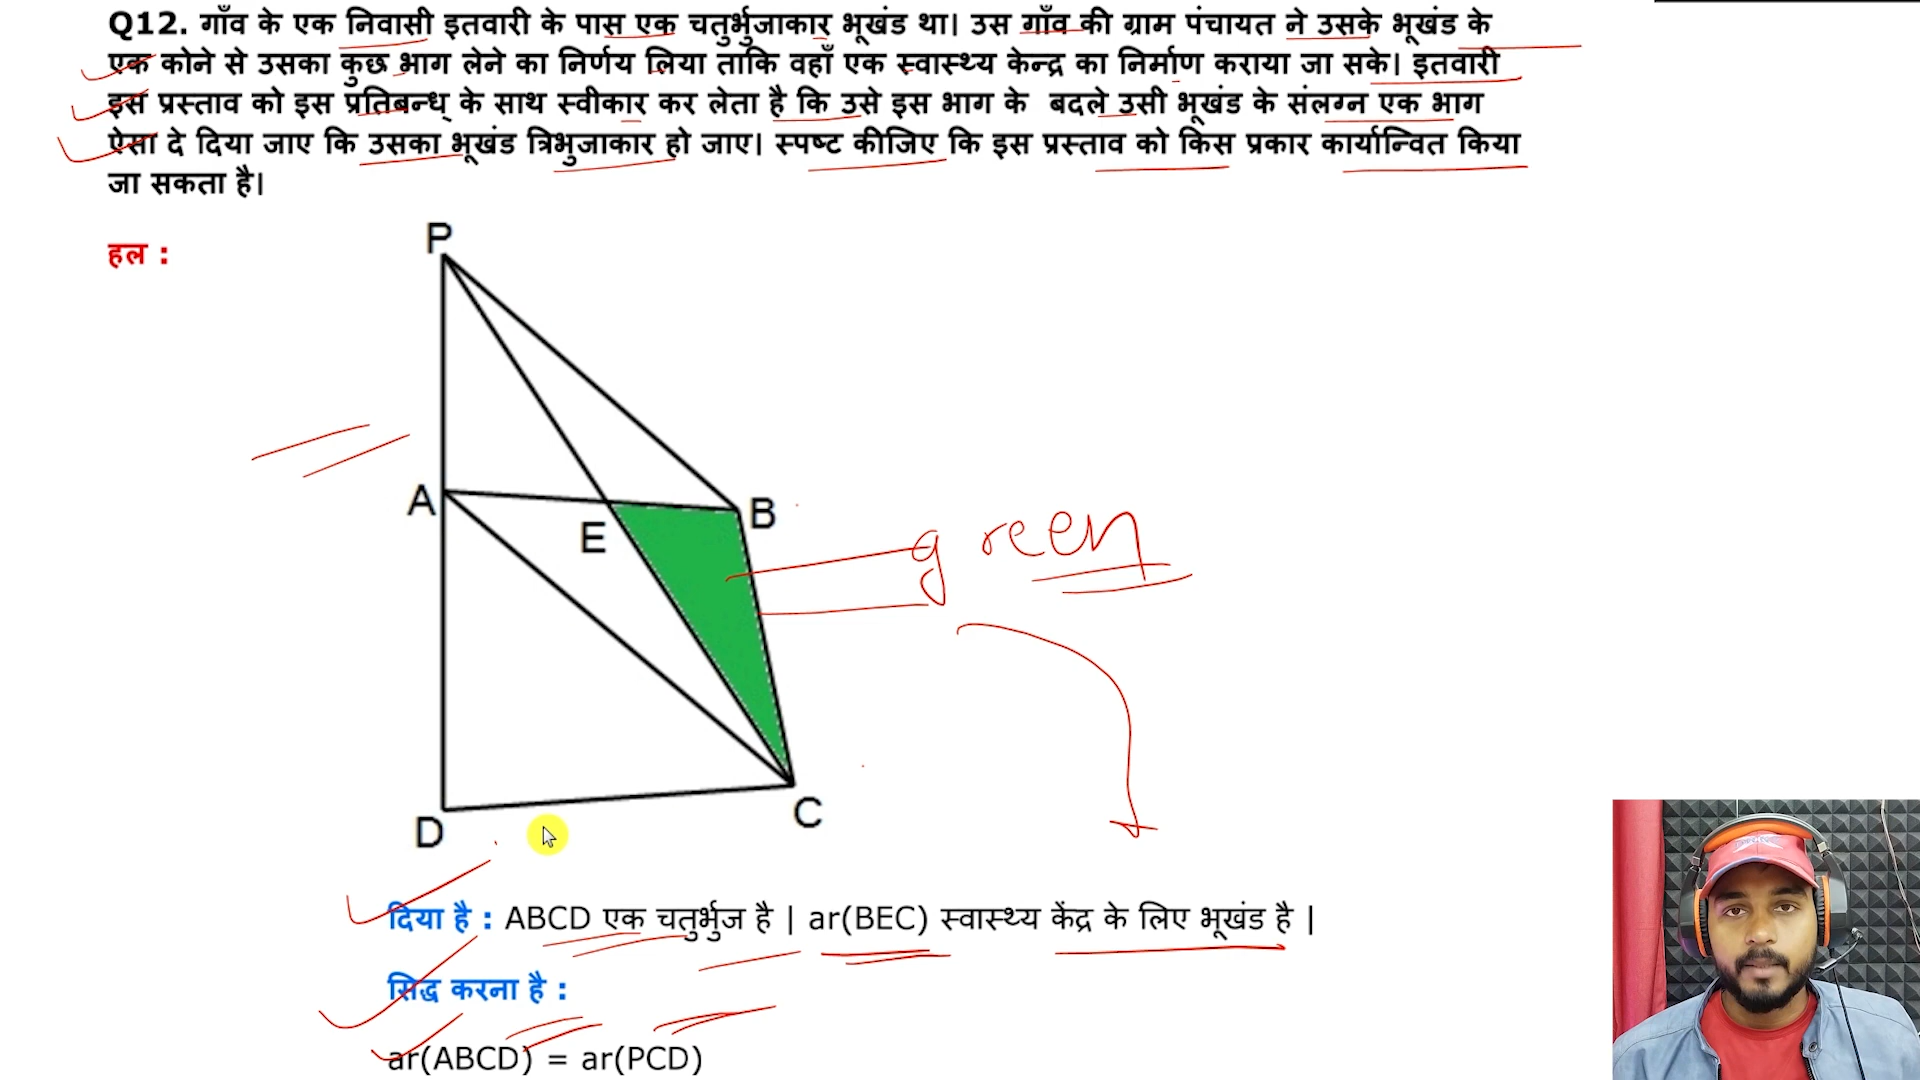 Q12. गाँव के एक निवासी इतवारी के पास एक चतुर्भुजाकार भूखंड था। उस गाँव की ग्राम पंचायत ने उसके भूखंड के
एक कोने से उसका कुछ भाग लेने का निर्णय लिया ताकि वहाँ एक स्वास्थ्य केन्द्र का निर्माण कराया जा सके। इतवारी
इस प्रस्ताव को इस प्रतिबन्ध् के साथ स्वीकार कर लेता है कि उसे इस भाग के बदले उसी भूखंड के संलग्न एक भाग
ऐसा दे दिया जाए कि उसका भूखंड त्रिभुजाकार हो जाए। स्पष्ट कीजिए कि इस प्रस्ताव को किस प्रकार कार्यान्वित किया
जा सकता है।
हल :
P
A
B
E
green
C
D
दिया है : ABCD एक चतुर्भुज है | ar(BEC) स्वास्थ्य केंद्र के लिए भूखंड है |
सिद्ध करना है :
ar(ABCD) = ar(PCD)